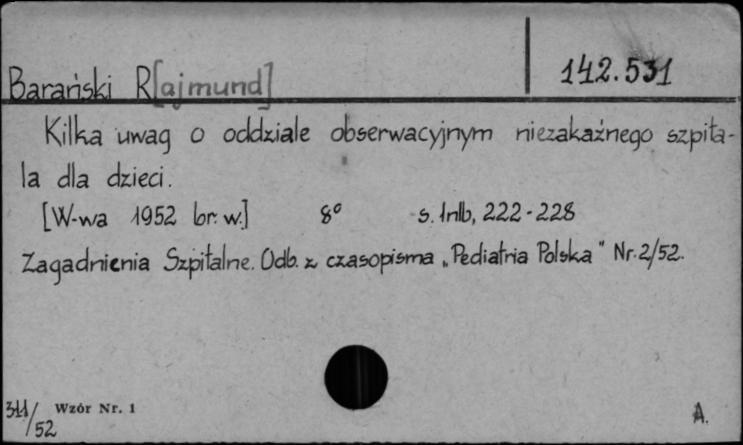 142.531
Barański R[ajmund]
Kilka uwag o oddziale obserwacyjnym niezakaźnego szpita-
la dla dzieci.
[W-wa 1952 br. w.] 8° s. 1nlb, 222-228
Zagadnienia Szpitalne. Odb. z czasopisma „Pediatria Polska" Nr. 2/52.
311/52 Wzór Nr. 1 A.